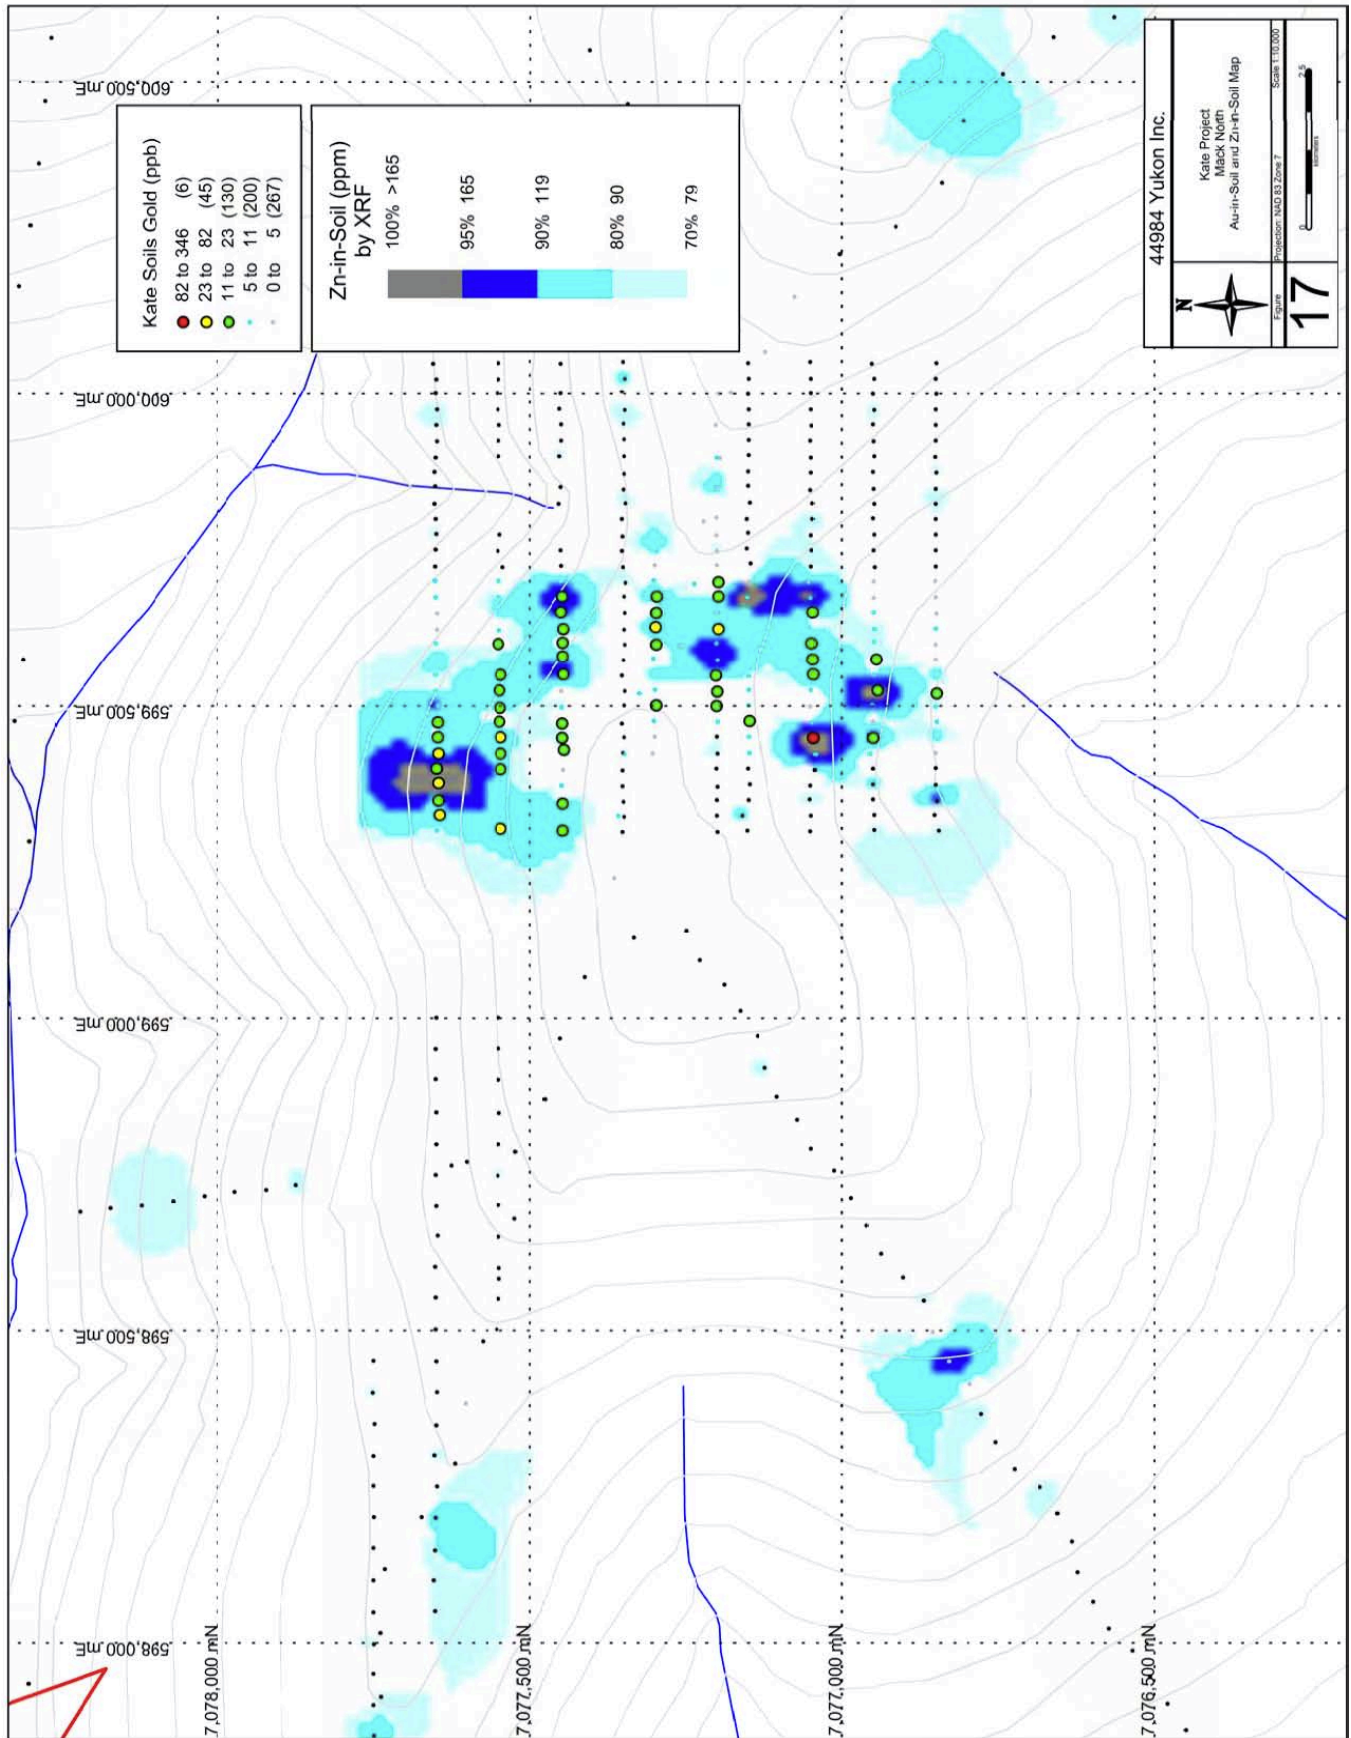 600,500 mE
600,000 mE
599,500 mE
599,000 mE
598,500 mE
598,000 mE
7,078,000 mN
7,077,500 mN
7,077,000 mN
7,076,500 mN
Kate Soils Gold (ppb)
82 to 346 (6)
23 to 82 (45)
11 to 23 (130)
5 to 11 (200)
0 to 5 (267)
Zn-in-Soil (ppm)
by XRF
100% >165
95% 165
90% 119
80% 90
70% 79
44984 Yukon Inc.
N
Kate Project
Mack North
Au-in-Soil and Zn-in-Soil Map
Figure
17
Projection: NAD 83 Zone 7
Scale 1:10,000
0
2.5
kilometers